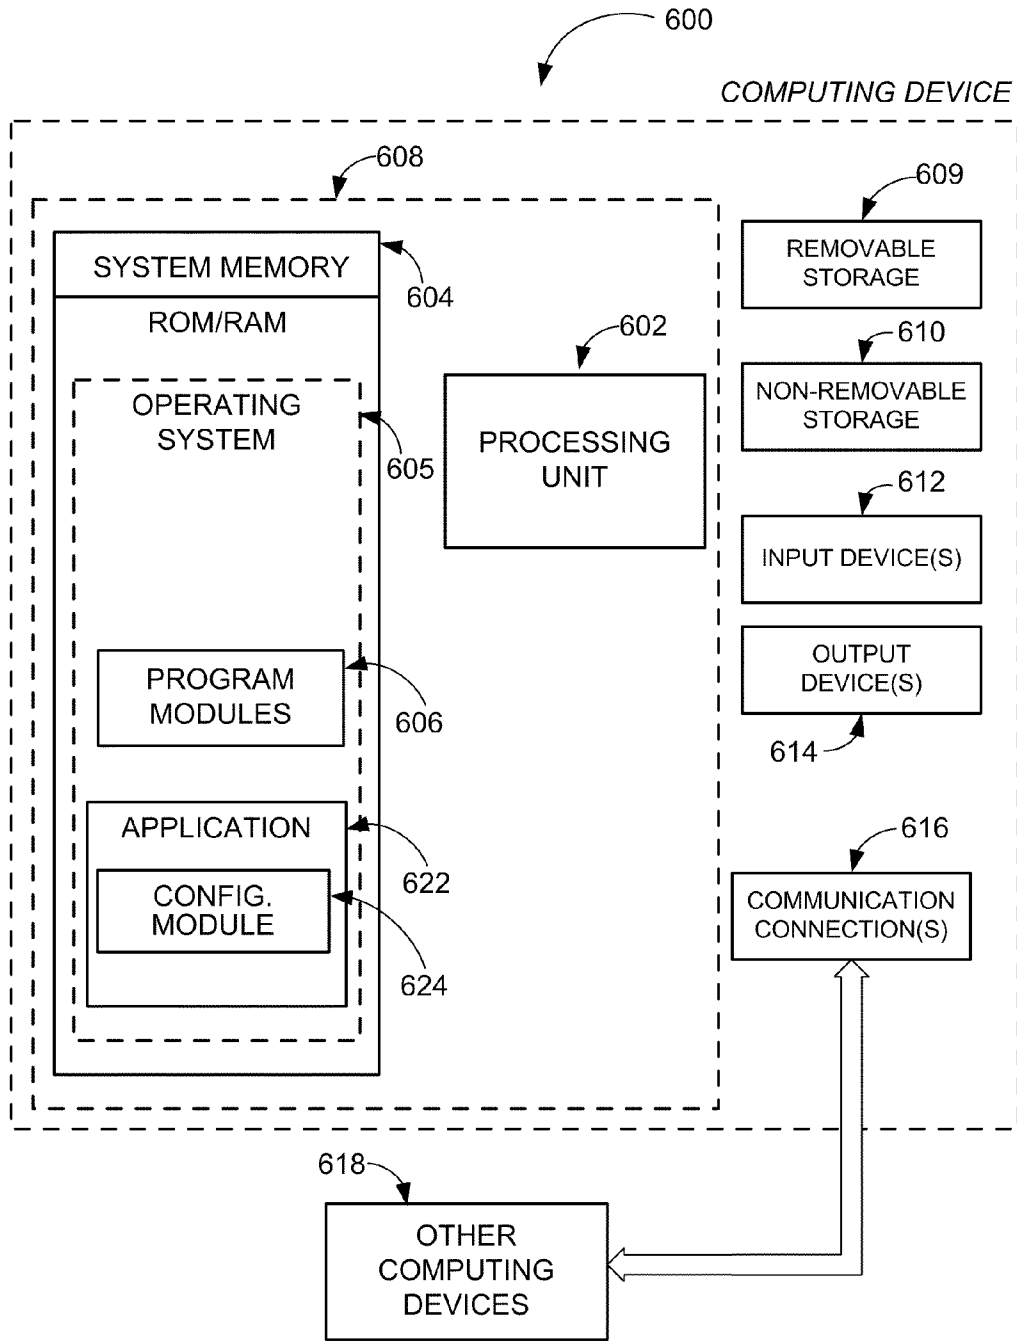 600
COMPUTING DEVICE
608
609
SYSTEM MEMORY
604
ROM/RAM
REMOVABLE
STORAGE
602
610
OPERATING
SYSTEM
605
PROCESSING
UNIT
NON-REMOVABLE
STORAGE
612
INPUT DEVICE(S)
PROGRAM
MODULES
606
OUTPUT
DEVICE(S)
614
APPLICATION
622
CONFIG.
MODULE
624
616
COMMUNICATION
CONNECTION(S)
618
OTHER
COMPUTING
DEVICES